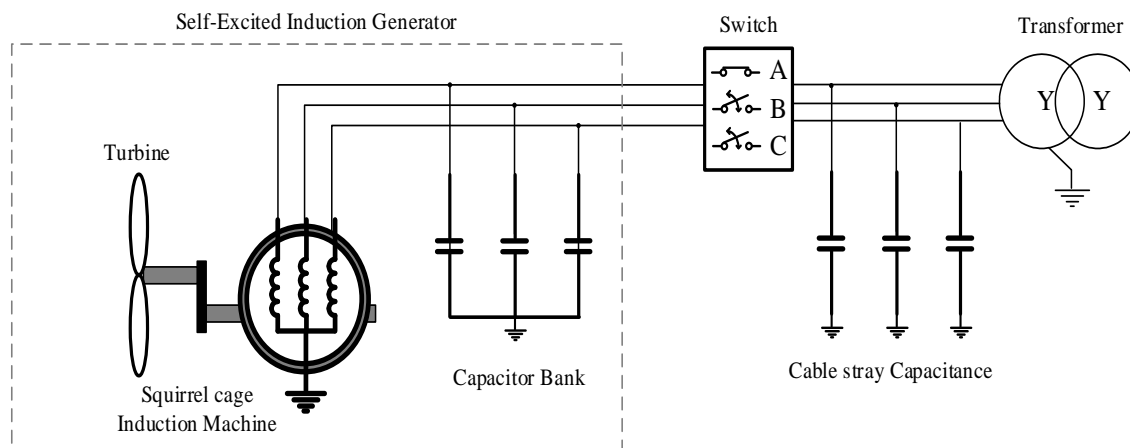 Self-Excited Induction Generator
Switch
Transformer
A
B
C
Y Y
Turbine
Squirrel cage
Induction Machine
Capacitor Bank
Cable stray Capacitance